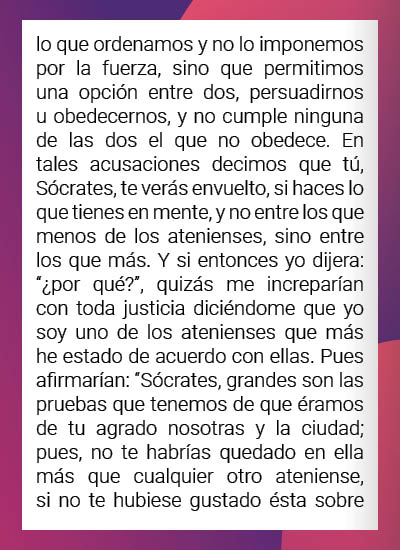 lo que ordenamos y no lo imponemos
por la fuerza, sino que permitimos
una opción entre dos, persuadirnos
u obedecernos, y no cumple ninguna
de las dos el que no obedece. En
tales acusaciones decimos que tú,
Sócrates, te verás envuelto, si haces lo
que tienes en mente, y no entre los que
menos de los atenienses, sino entre
los que más. Y si entonces yo dijera:
“¿por qué?”, quizás me increparían
con toda justicia diciéndome que yo
soy uno de los atenienses que más
he estado de acuerdo con ellas. Pues
afirmarían: “Sócrates, grandes son las
pruebas que tenemos de que éramos
de tu agrado nosotras y la ciudad;
pues, no te habrías quedado en ella
más que cualquier otro ateniense,
si no te hubiese gustado ésta sobre